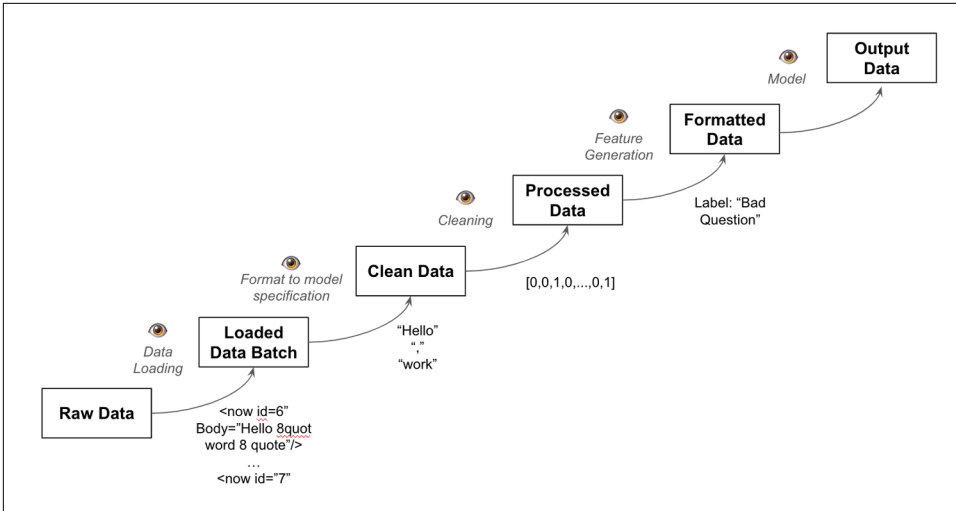 Output
Data
Model
Formatted
Data
Feature
Generation
Label: “Bad
Question”
Processed
Data
Cleaning
[0,0,1,0,...,0,1]
Clean Data
Format to model
specification
“Hello”
“,”
“work”
Loaded
Data Batch
Data
Loading
Raw Data
<now id=6”
Body=”Hello 8quot
word 8 quote”/>
…
<now id=”7”